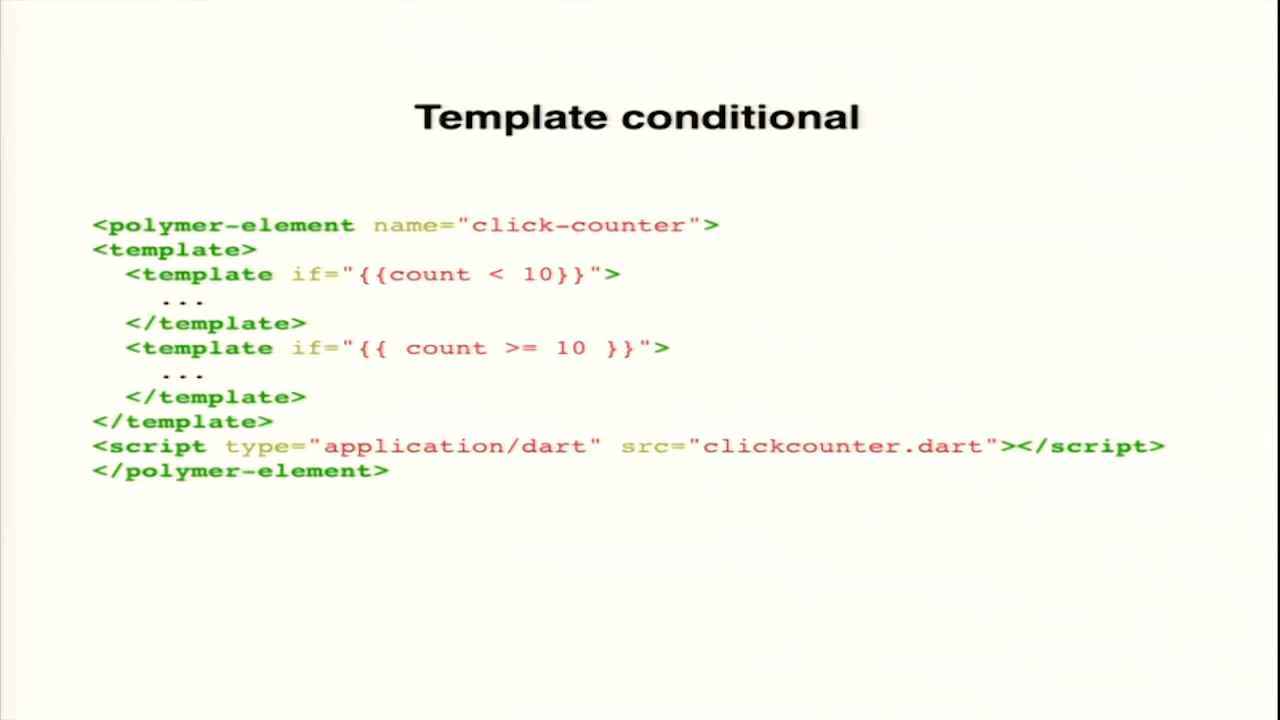 Template conditional
<polymer-element name="click-counter">
<template>
<template if="{{count < 10}}">
...
</template>
<template if="{{ count >= 10 }}">
...
</template>
</template>
<script type="application/dart" src="clickcounter.dart"></script>
</polymer-element>